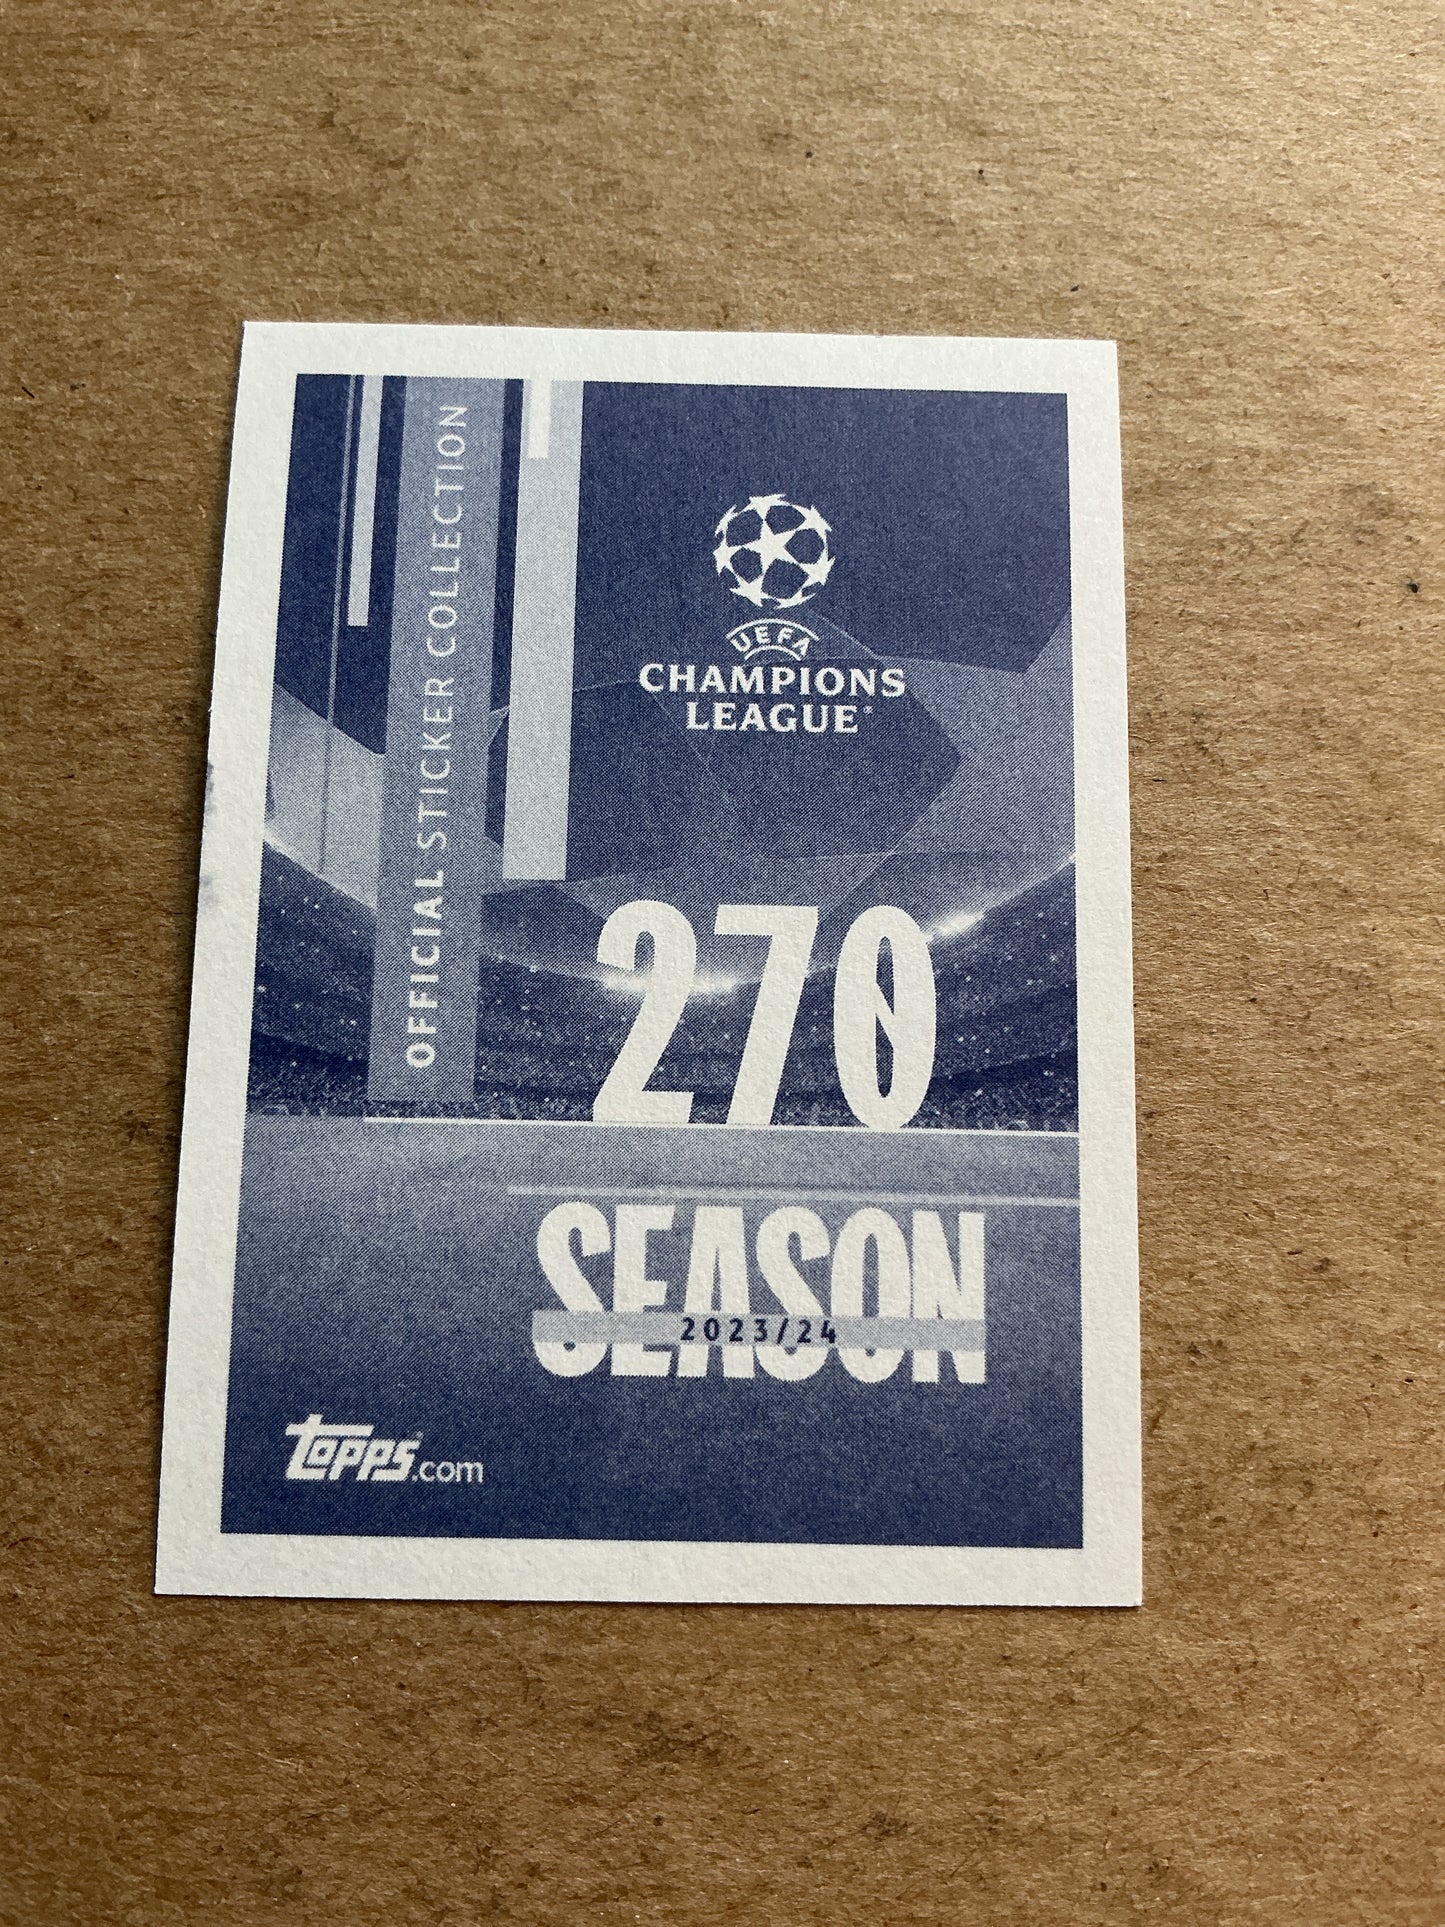 OFFICIAL STICKER COLLECTION
UEFA
CHAMPIONS
LEAGUE®
270
SEASON
2023/24
topps.com